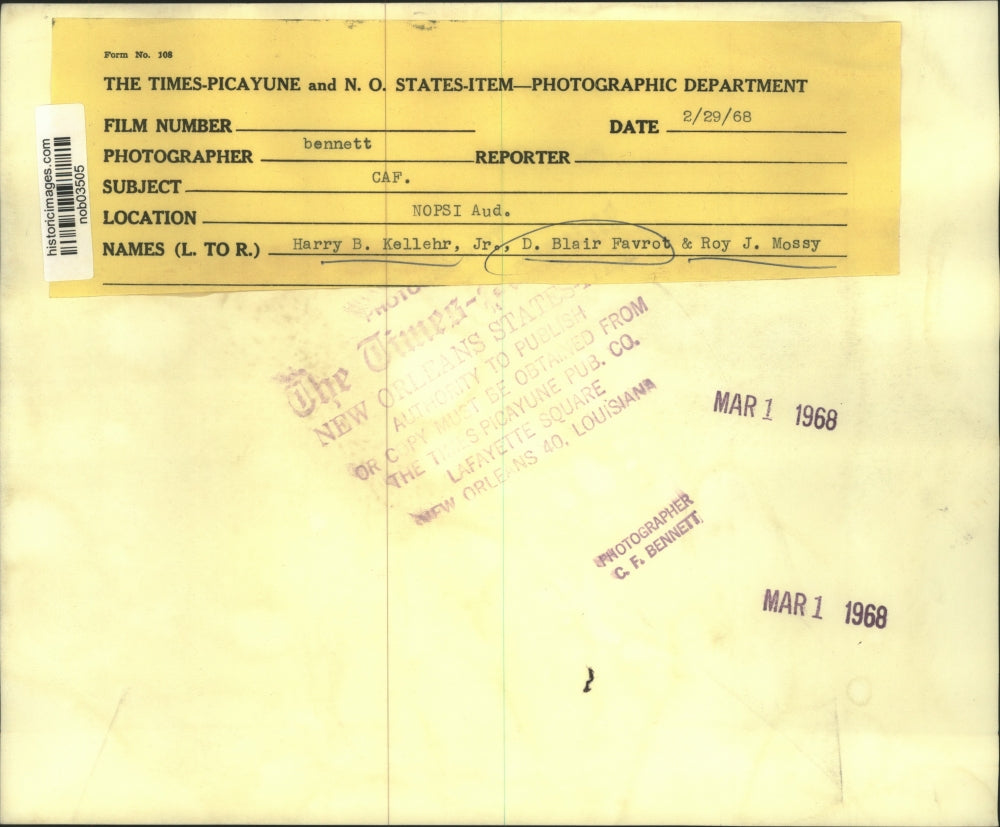 Form No. 108
THE TIMES-PICAYUNE and N. O. STATES-ITEM—PHOTOGRAPHIC DEPARTMENT
FILM NUMBER DATE 2/29/68
PHOTOGRAPHER bennett REPORTER
SUBJECT CAF.
LOCATION NOPSI Aud.
NAMES (L. TO R.) Harry B. Kellehr, Jr., D. Blair Favrot & Roy J. Mossy
historicimages.com
nob03505
The Times-
NEW ORLEANS STATES-
AUTHORITY TO PUBLISH
OR COPY MUST BE OBTAINED FROM
THE TIMES PICAYUNE PUB. CO.
LAFAYETTE SQUARE
NEW ORLEANS 40, LOUISIANA
MAR 1 1968
PHOTOGRAPHER
C. F. BENNETT
MAR 1 1968